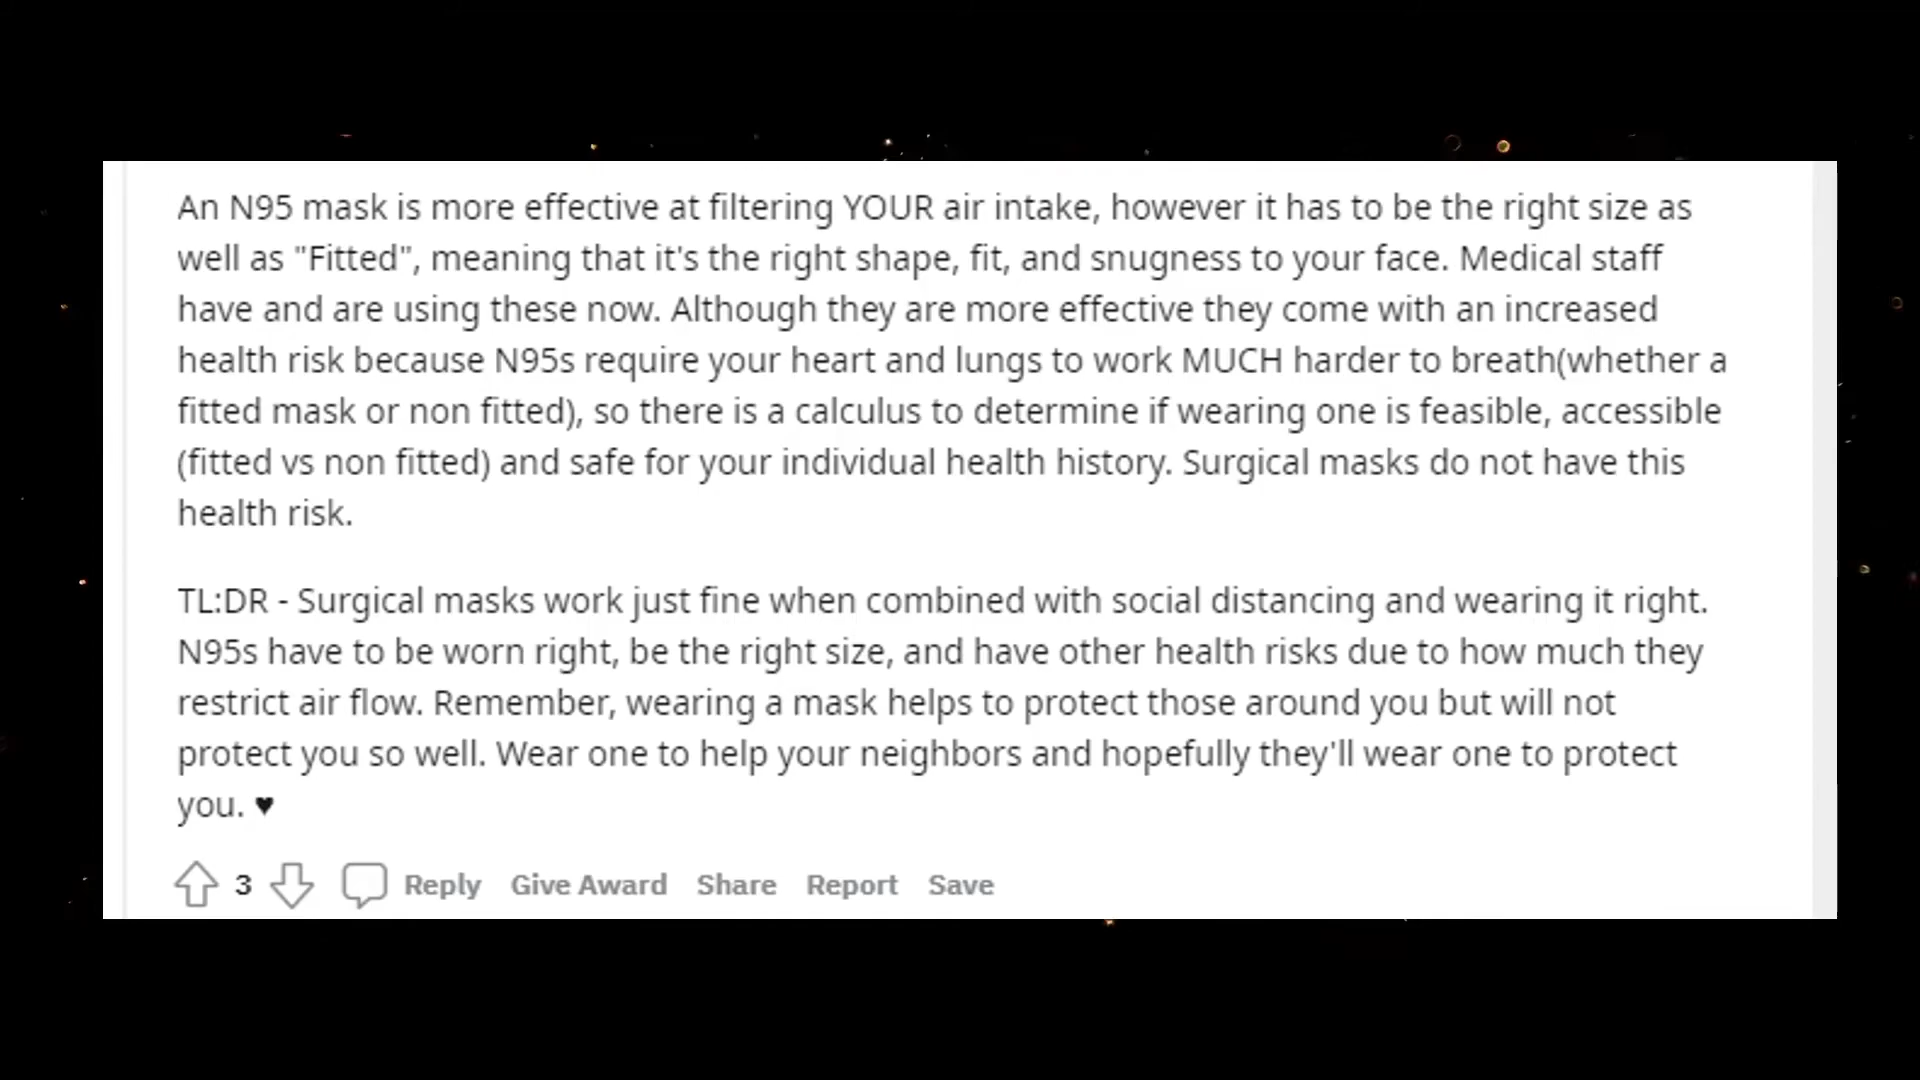 An N95 mask is more effective at filtering YOUR air intake, however it has to be the right size as
well as "Fitted", meaning that it's the right shape, fit, and snugness to your face. Medical staff
have and are using these now. Although they are more effective they come with an increased
health risk because N95s require your heart and lungs to work MUCH harder to breath(whether a
fitted mask or non fitted), so there is a calculus to determine if wearing one is feasible, accessible
(fitted vs non fitted) and safe for your individual health history. Surgical masks do not have this
health risk.
TL:DR - Surgical masks work just fine when combined with social distancing and wearing it right.
N95s have to be worn right, be the right size, and have other health risks due to how much they
restrict air flow. Remember, wearing a mask helps to protect those around you but will not
protect you so well. Wear one to help your neighbors and hopefully they'll wear one to protect
you. ♥
3 Reply Give Award Share Report Save